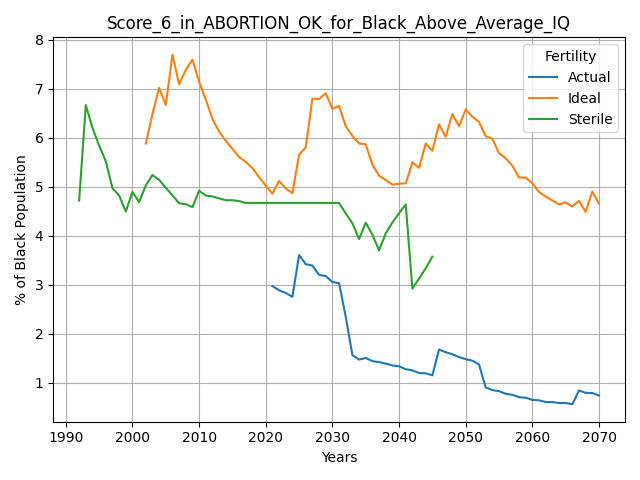 Score_6_in_ABORTION_OK_for_Black_Above_Average_IQ
Fertility
Actual
Ideal
Sterile
% of Black Population
8
7
6
5
4
3
2
1
1990 2000 2010 2020 2030 2040 2050 2060 2070
Years